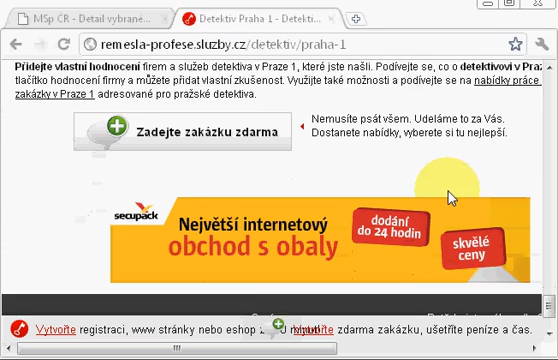 MSp ČR - Detail vybrané...
Detektiv Praha 1 - Detektiv...
remesla-profese.sluzby.cz/detektiv/praha-1
Přidejte vlastní hodnocení firem a služeb detektiva v Praze 1, které jste našli. Podívejte se, co o detektivovi v Praz
tlačítko hodnocení firmy a můžete přidat vlastní zkušenost. Využijte také možnosti a podívejte se na nabídky práce
zakázky v Praze 1 adresované pro pražské detektiva.
Zadejte zakázku zdarma
Nemusíte psát všem. Uděláme to za Vás.
Dostanete nabídky, vyberete si tu nejlepší.
secupack
Největší internetový
obchod s obaly
dodání
do 24 hodin
skvělé
ceny
Vytvořte registraci, www stránky nebo eshop
Vytvořte zdarma zakázku, ušetříte peníze a čas.